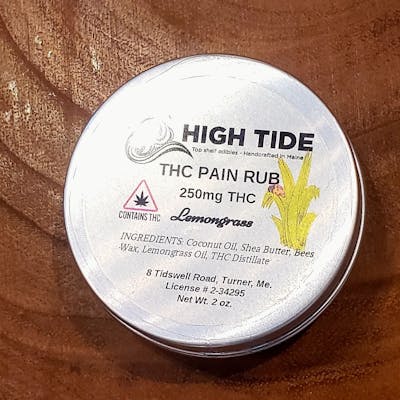 HIGH TIDE
Top shelf edibles - Handcrafted in Maine
THC PAIN RUB
250mg THC
CONTAINS THC
Lemongrass
INGREDIENTS: Coconut Oil, Shea Butter, Bees
Wax, Lemongrass Oil, THC Distillate
8 Tidswell Road, Turner, Me.
License # 2-34295
Net Wt. 2 oz.